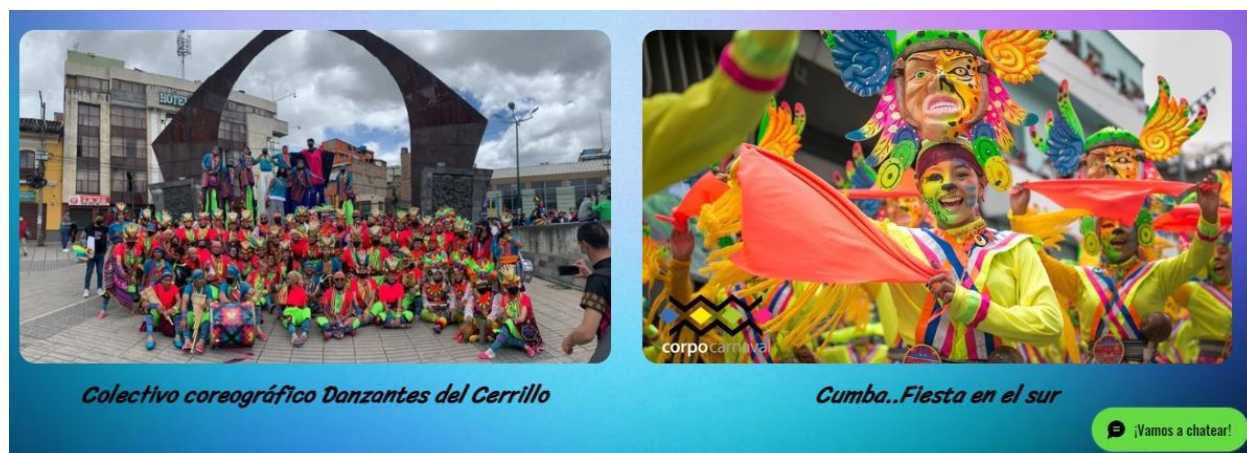 HOTEL
corpocarnaval
Colectivo coreográfico Danzantes del Cerrillo
Cumba..Fiesta en el sur
¡Vamos a chatear!